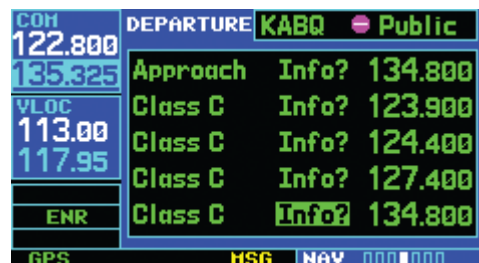 COM
122.800
135.325
VLOC
113.00
117.95
ENR
DEPARTURE KABQ Public
Approach Info? 134.800
Class C Info? 123.900
Class C Info? 124.400
Class C Info? 127.400
Class C Info? 134.800
GPS MSG NAV